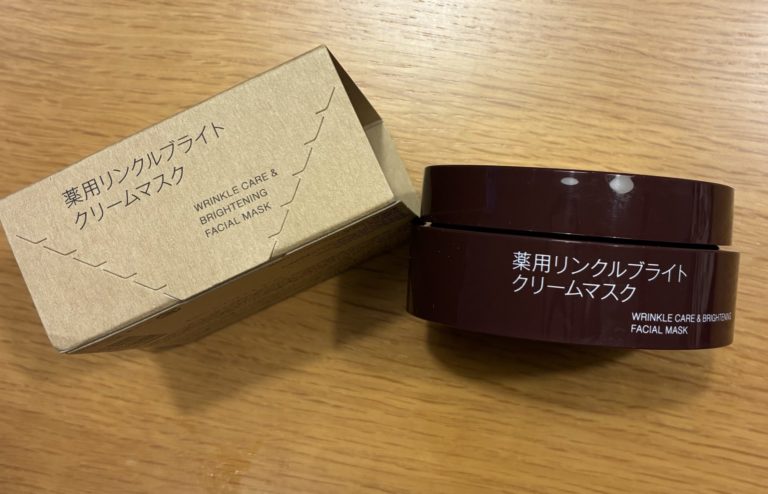 薬用リンクルブライト
クリームマスク
WRINKLE CARE &
BRIGHTENING
FACIAL MASK
薬用リンクルブライト
クリームマスク
WRINKLE CARE & BRIGHTENING
FACIAL MASK